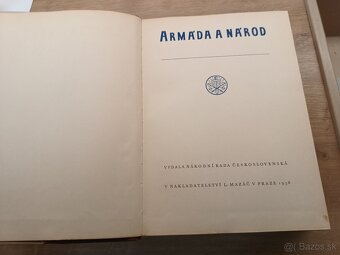 ARMÁDA A NÁROD
VYDALA NÁRODNÍ RADA ČESKOSLOVENSKÁ
V NAKLADATELSTVÍ L. MAZÁČ V PRAZE 1938
Bazos.sk